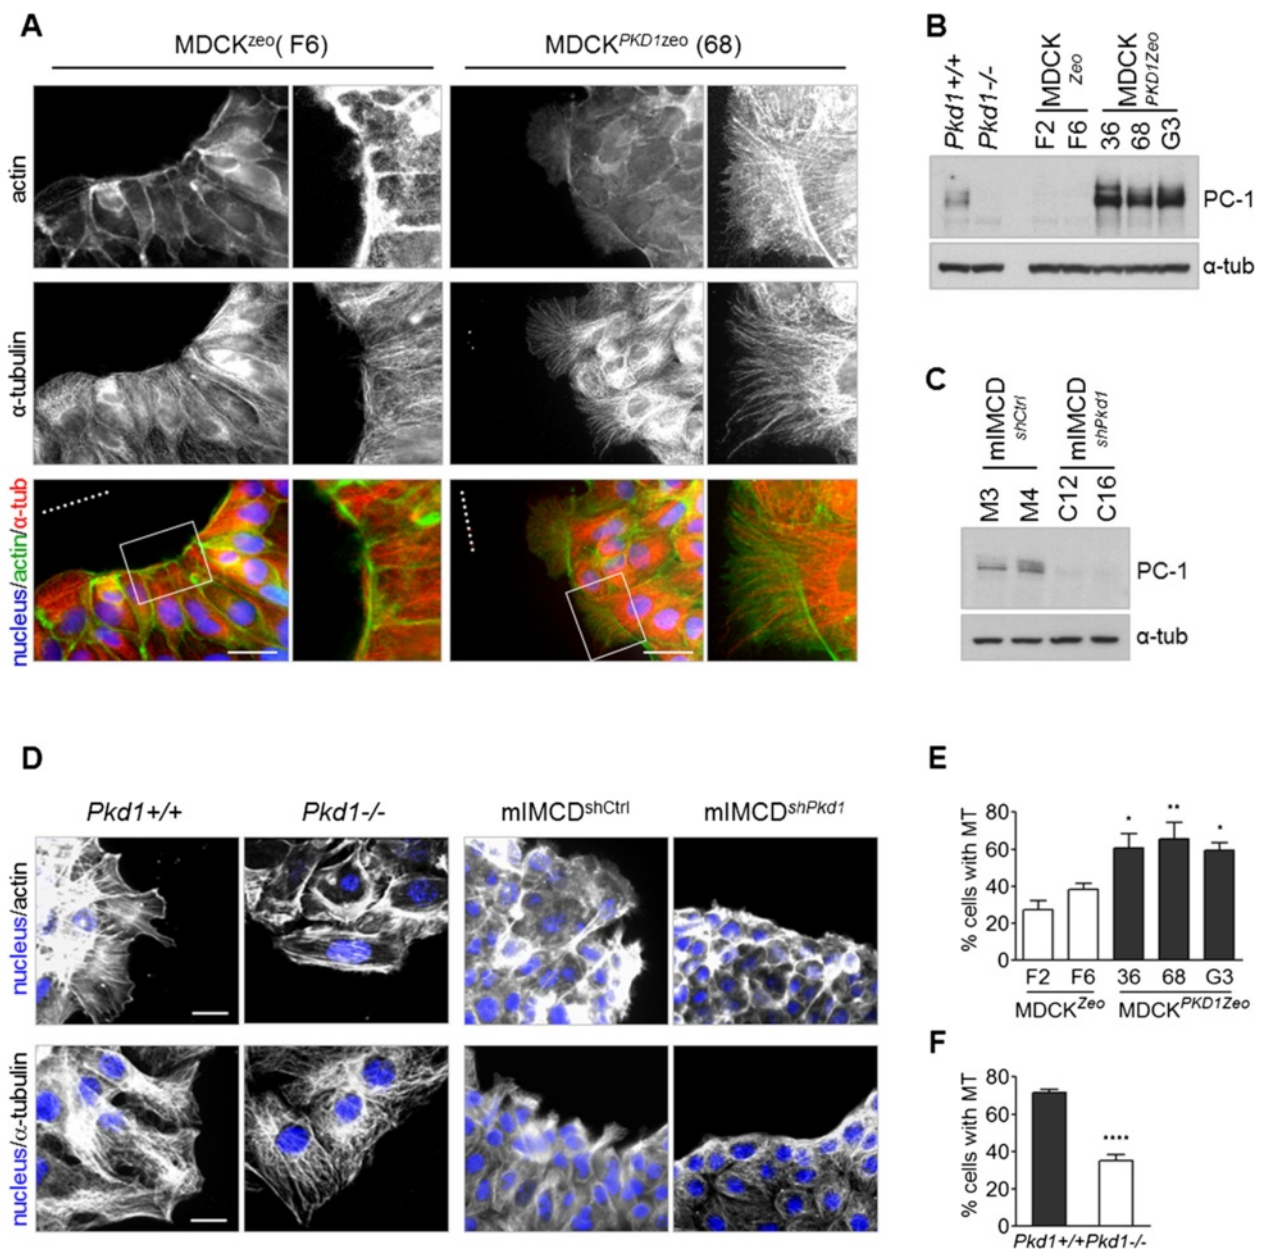 A
MDCKzeo( F6)
MDCKPKD1zeo (68)
actin
α-tubulin
nucleus/actin/α-tub
B
Pkd1+/+
Pkd1-/-
MDCK Zeo
MDCK PKD1Zeo
F2
F6
36
68
G3
PC-1
α-tub
C
mIMCD shCtrl
mIMCD shPkd1
M3
M4
C12
C16
PC-1
α-tub
D
Pkd1+/+
Pkd1-/-
mIMCDshCtrl
mIMCDshPkd1
nucleus/actin
nucleus/α-tubulin
E
% cells with MT
80
60
40
20
0
*
**
*
F2 F6 36 68 G3
MDCKZeo MDCKPKD1Zeo
F
% cells with MT
80
60
40
20
0
****
Pkd1+/+Pkd1-/-